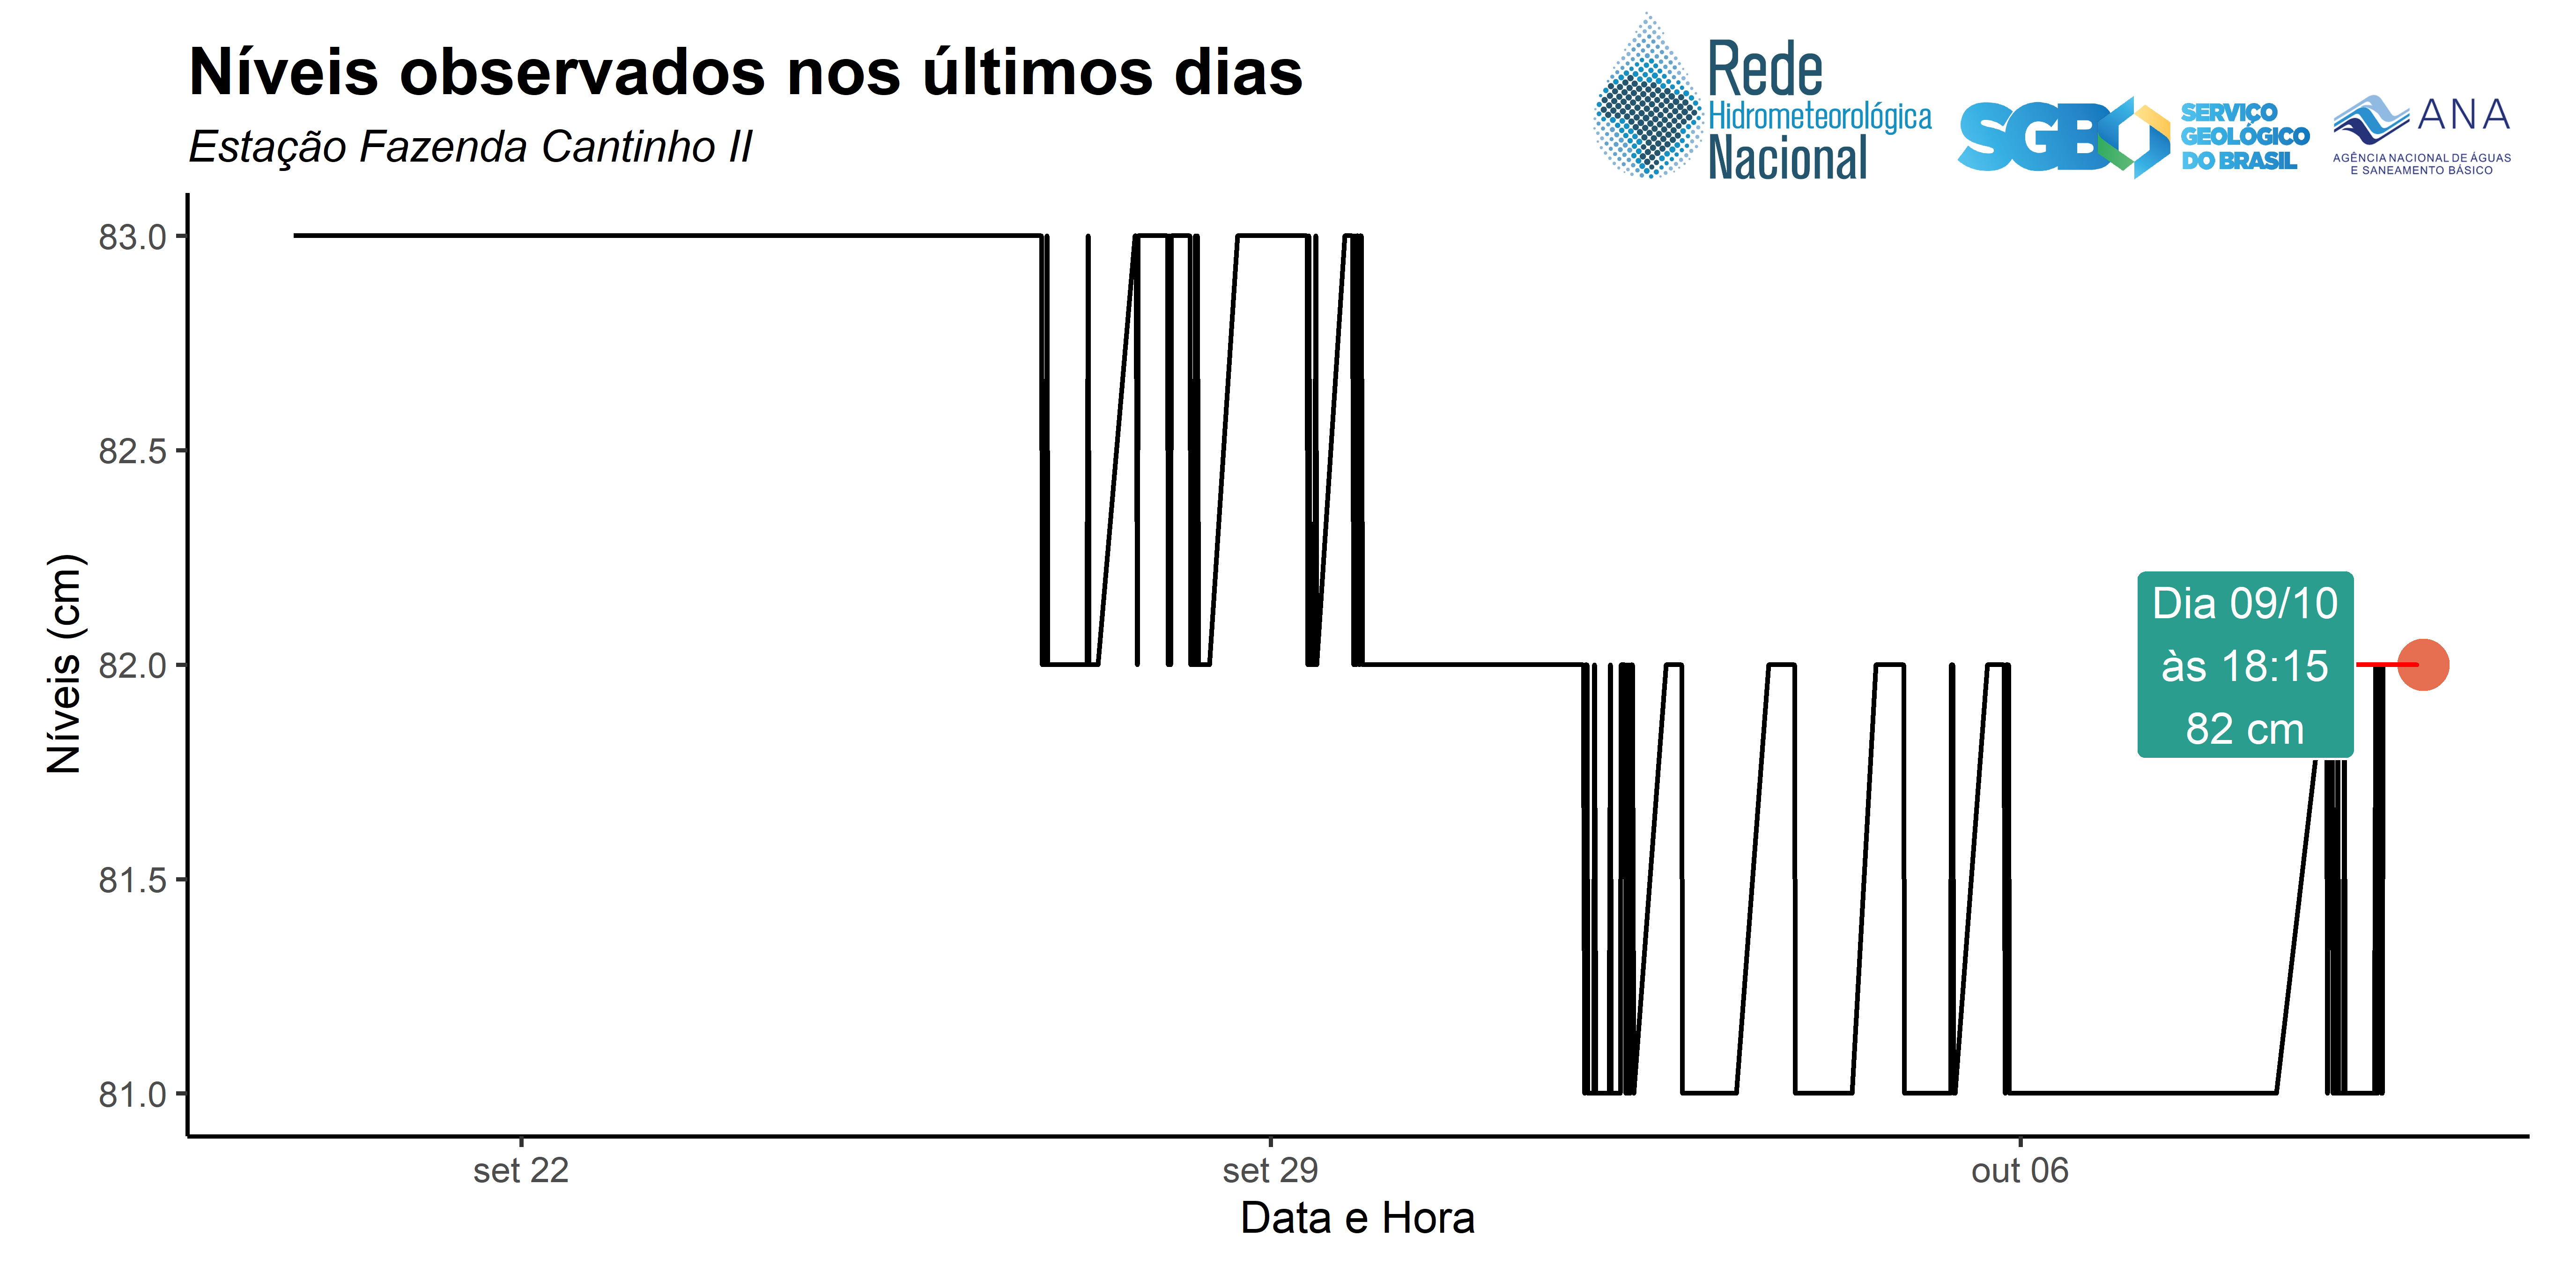 Níveis observados nos últimos dias
Estação Fazenda Cantinho II
Rede
Hidrometeorológica
Nacional
SGB
SERVIÇO
GEOLÓGICO
DO BRASIL
ANA
AGÊNCIA NACIONAL DE ÁGUAS
E SANEAMENTO BÁSICO
Níveis (cm)
83.0
82.5
82.0
81.5
81.0
Dia 09/10
às 18:15
82 cm
set 22
set 29
out 06
Data e Hora